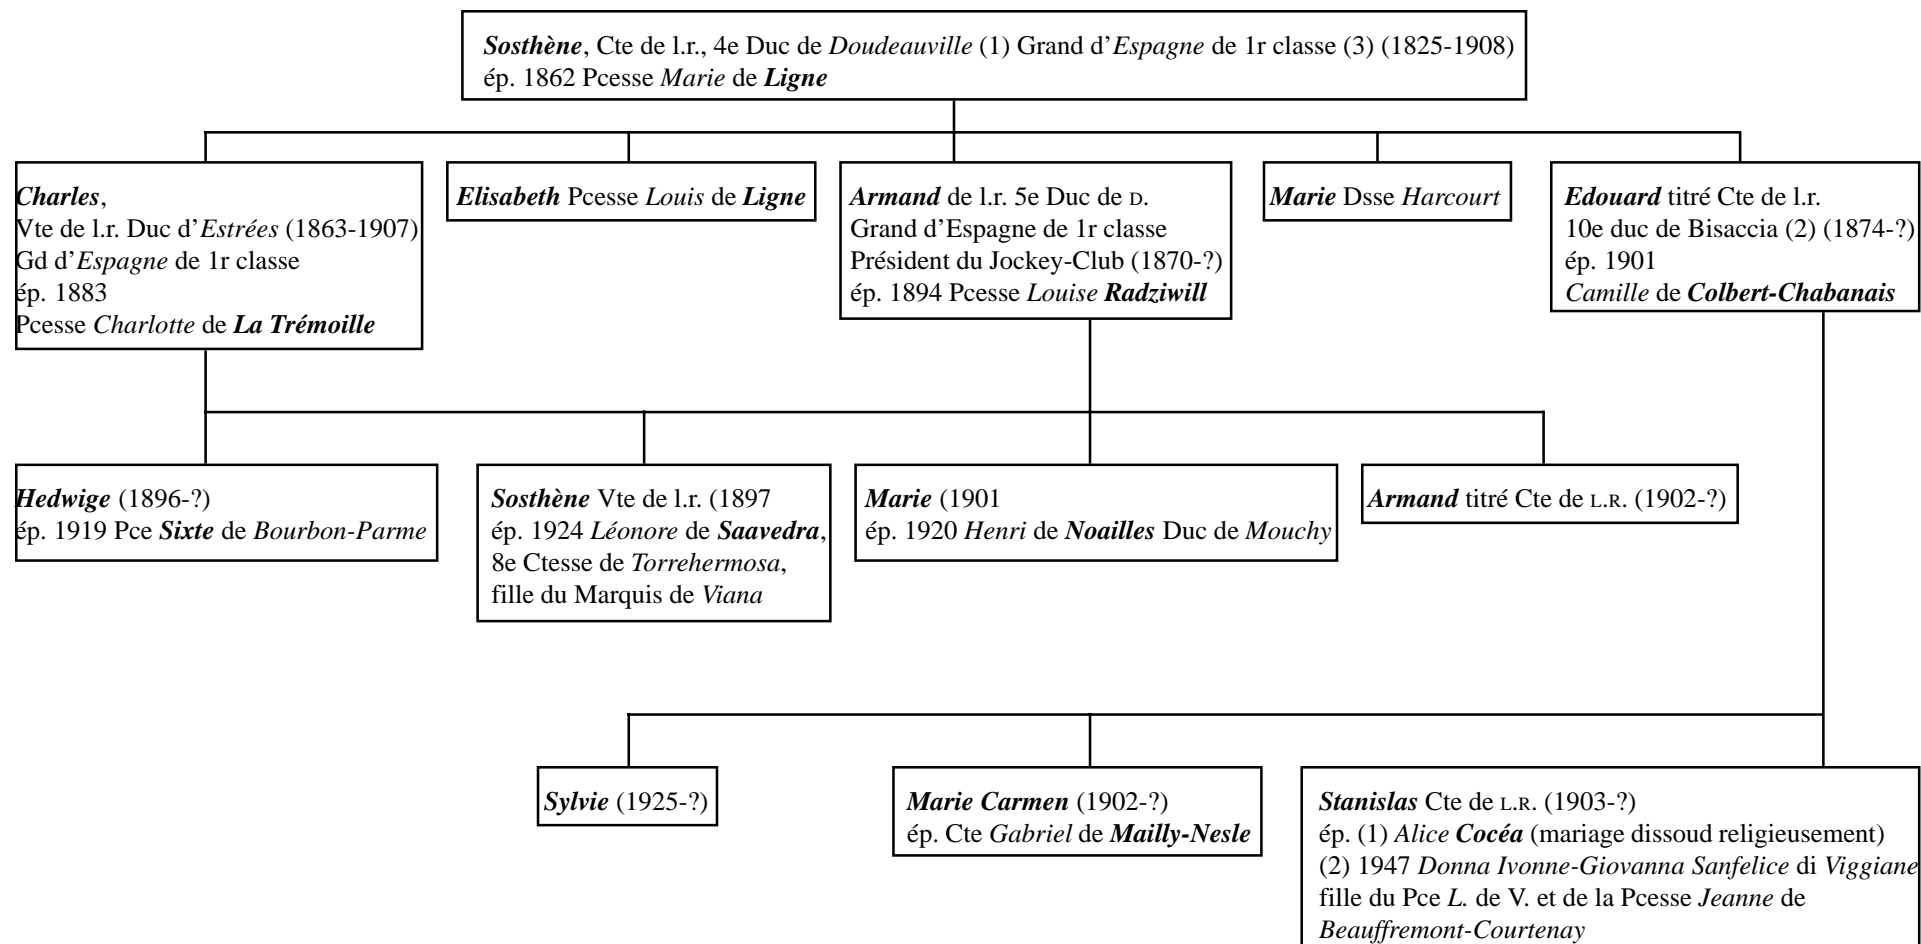 Sosthène, Cte de l.r., 4e Duc de Doudeauville (1) Grand d’Espagne de 1r classe (3) (1825-1908)
ép. 1862 Pcesse Marie de Ligne
Charles,
Vte de l.r. Duc d’Estrées (1863-1907)
Gd d’Espagne de 1r classe
ép. 1883
Pcesse Charlotte de La Trémoille
Elisabeth Pcesse Louis de Ligne
Armand de l.r. 5e Duc de D.
Grand d’Espagne de 1r classe
Président du Jockey-Club (1870-?)
ép. 1894 Pcesse Louise Radziwill
Marie Dsse Harcourt
Edouard titré Cte de l.r.
10e duc de Bisaccia (2) (1874-?)
ép. 1901
Camille de Colbert-Chabanais
Hedwige (1896-?)
ép. 1919 Pce Sixte de Bourbon-Parme
Sosthène Vte de l.r. (1897
ép. 1924 Léonore de Saavedra,
8e Ctesse de Torrehermosa,
fille du Marquis de Viana
Marie (1901
ép. 1920 Henri de Noailles Duc de Mouchy
Armand titré Cte de L.R. (1902-?)
Sylvie (1925-?)
Marie Carmen (1902-?)
ép. Cte Gabriel de Mailly-Nesle
Stanislas Cte de L.R. (1903-?)
ép. (1) Alice Cocéa (mariage dissoud religieusement)
(2) 1947 Donna Ivonne-Giovanna Sanfelice di Viggiane
fille du Pce L. de V. et de la Pcesse Jeanne de
Beauffremont-Courtenay